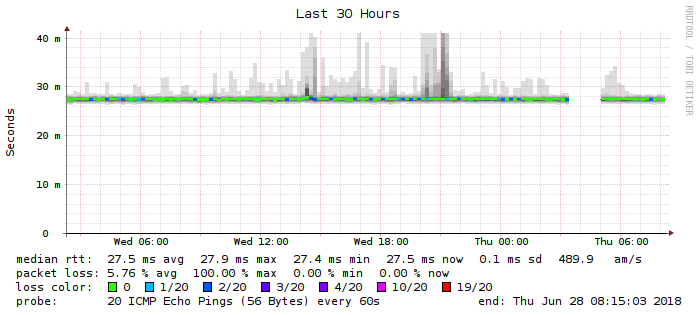 Last 30 Hours
RRDTOOL / TOBI OETIKER
Seconds
40 m
30 m
20 m
10 m
0
Wed 06:00 Wed 12:00 Wed 18:00 Thu 00:00 Thu 06:00
median rtt: 27.5 ms avg 27.9 ms max 27.4 ms min 27.5 ms now 0.1 ms sd 489.9 am/s
packet loss: 5.76 % avg 100.00 % max 0.00 % min 0.00 % now
loss color: 0 1/20 2/20 3/20 4/20 10/20 19/20
probe: 20 ICMP Echo Pings (56 Bytes) every 60s end: Thu Jun 28 08:15:03 2018